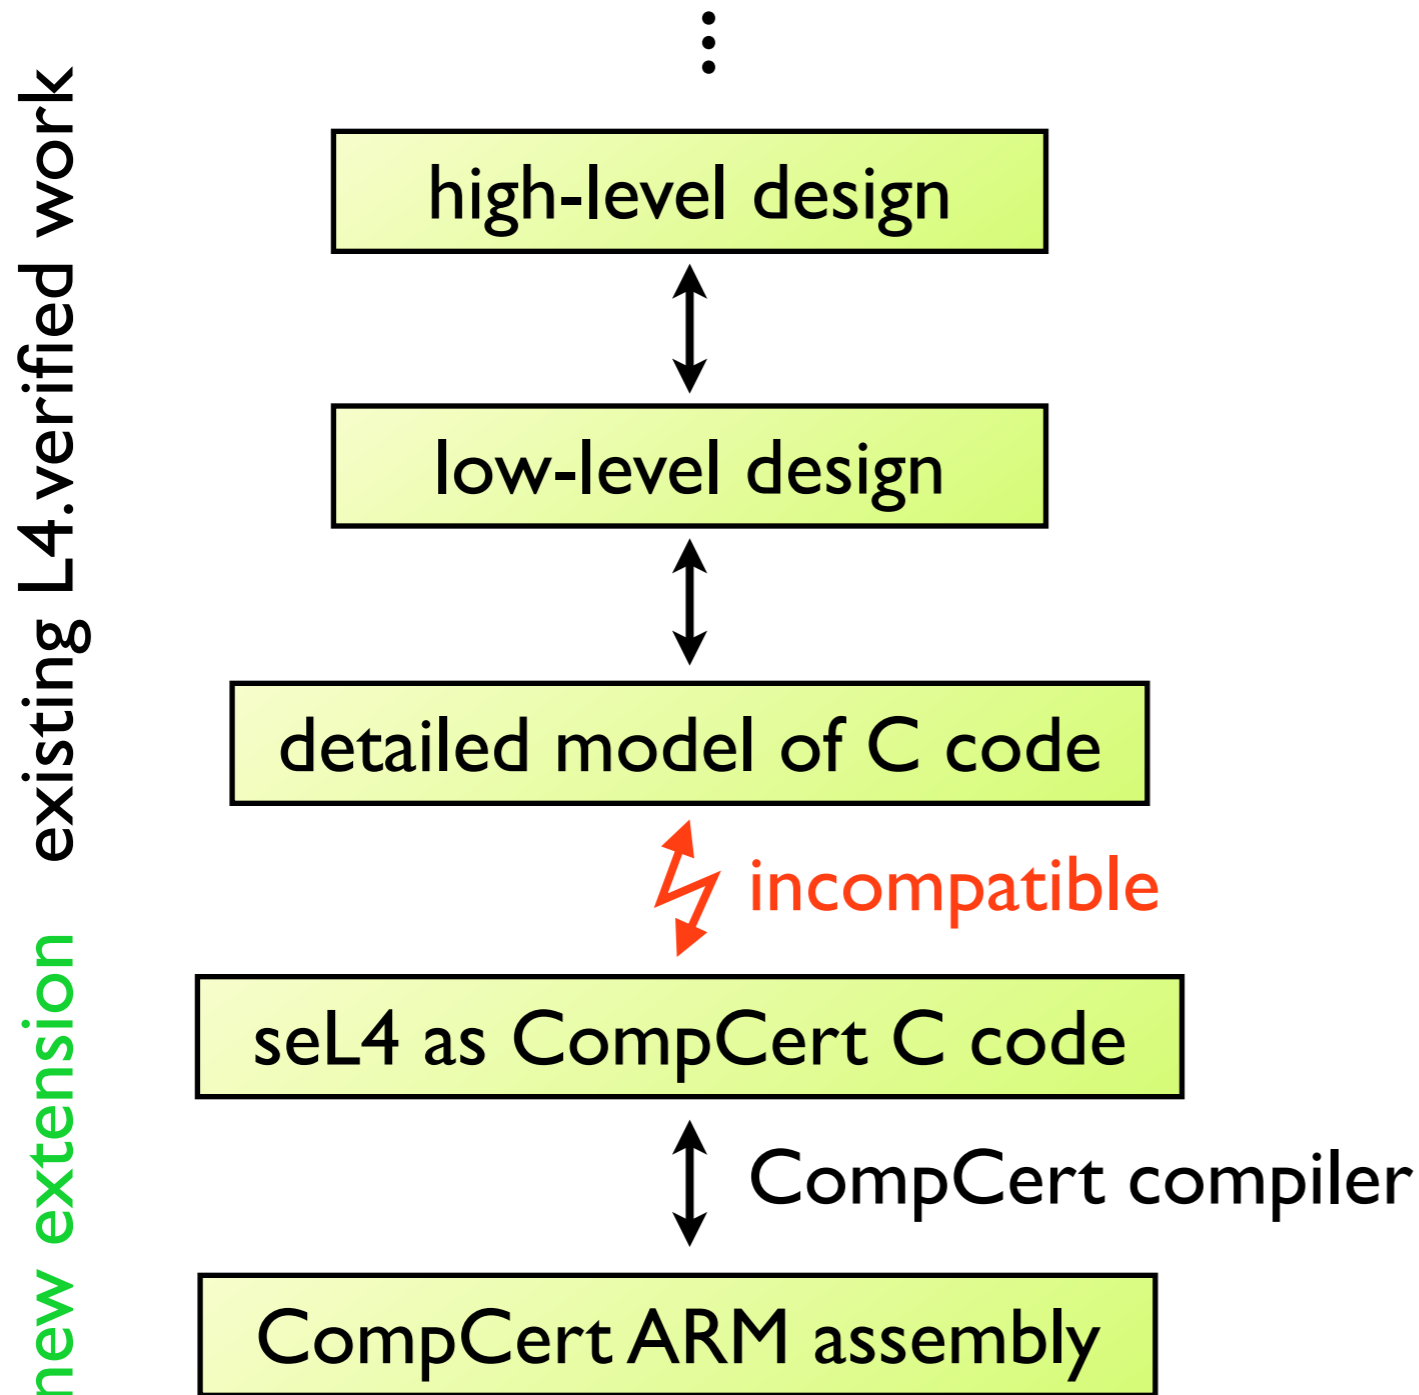 existing L4.verified work
new extension
high-level design
low-level design
detailed model of C code
incompatible
seL4 as CompCert C code
CompCert compiler
CompCert ARM assembly